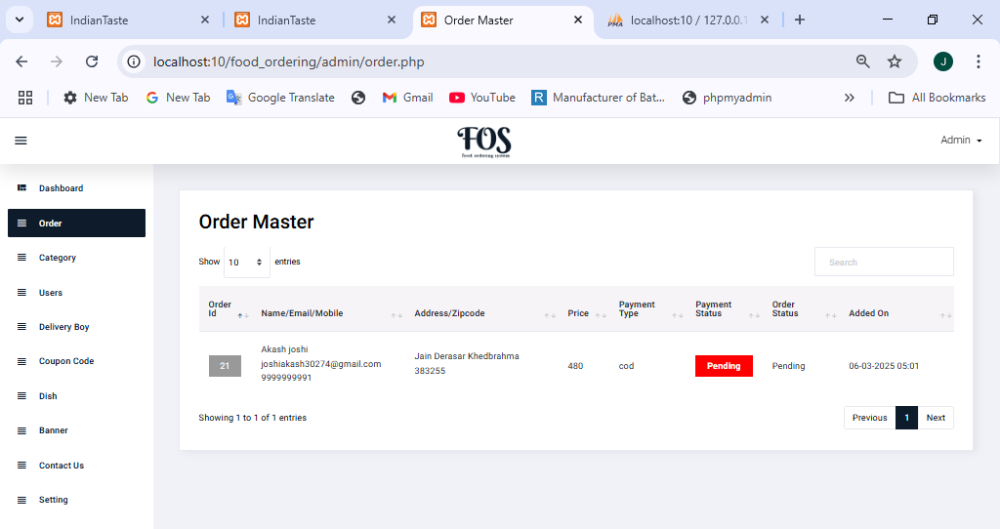 IndianTaste
IndianTaste
Order Master
localhost:10 / 127.0.0.1
localhost:10/food_ordering/admin/order.php
J
New Tab
New Tab
Google Translate
Gmail
YouTube
R
Manufacturer of Bat...
phpmyadmin
All Bookmarks
FOS
food ordering system
Admin
Dashboard
Order
Category
Users
Delivery Boy
Coupon Code
Dish
Banner
Contact Us
Setting
Order Master
Show 10 entries
Search
Order Id
Name/Email/Mobile
Address/Zipcode
Price
Payment Type
Payment Status
Order Status
Added On
21
Akash joshi
joshiakash30274@gmail.com
9999999991
Jain Derasar Khedbrahma
383255
480
cod
Pending
Pending
06-03-2025 05:01
Showing 1 to 1 of 1 entries
Previous 1 Next